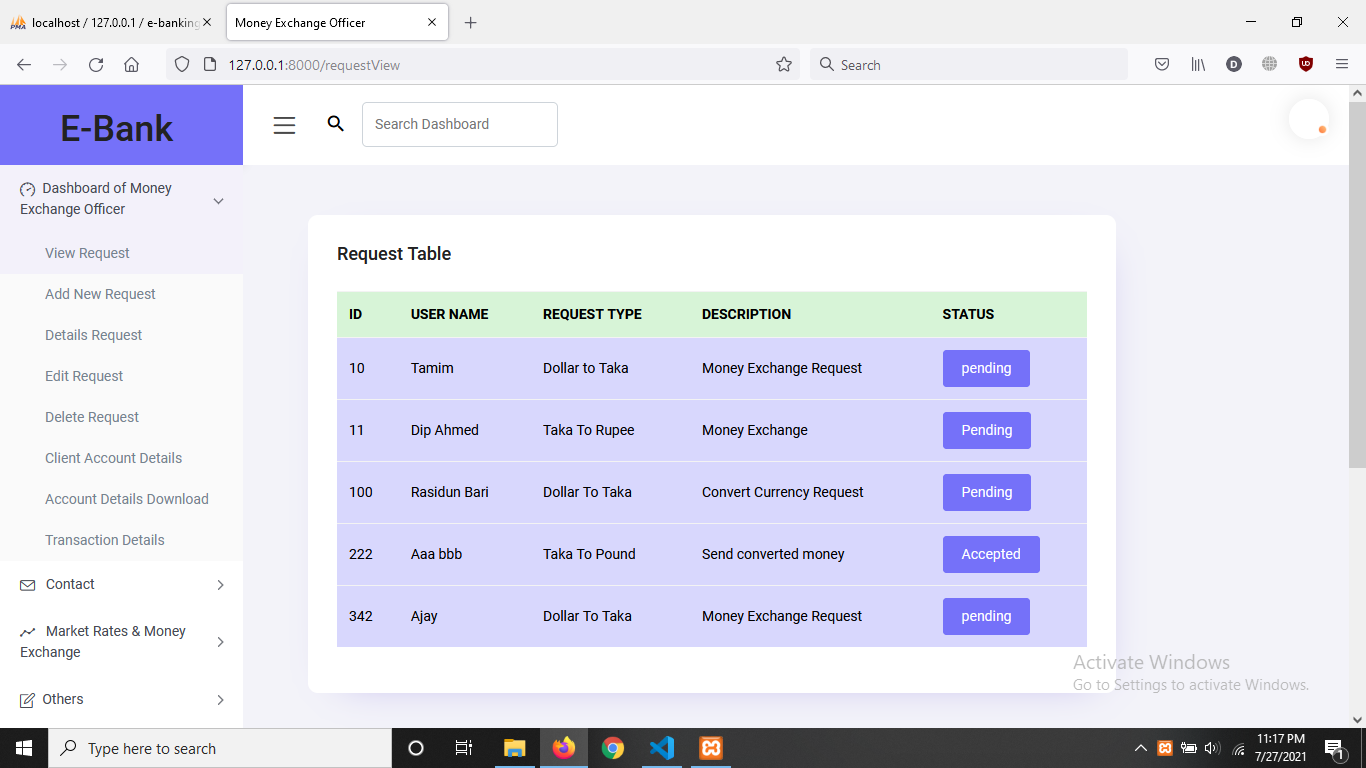 localhost / 127.0.0.1 / e-banking
Money Exchange Officer
127.0.0.1:8000/requestView
Search
E-Bank
Search Dashboard
Dashboard of Money
Exchange Officer
View Request
Add New Request
Details Request
Edit Request
Delete Request
Client Account Details
Account Details Download
Transaction Details
Contact
Market Rates & Money
Exchange
Others
Request Table
ID USER NAME REQUEST TYPE DESCRIPTION STATUS
10 Tamim Dollar to Taka Money Exchange Request pending
11 Dip Ahmed Taka To Rupee Money Exchange Pending
100 Rasidun Bari Dollar To Taka Convert Currency Request Pending
222 Aaa bbb Taka To Pound Send converted money Accepted
342 Ajay Dollar To Taka Money Exchange Request pending
Activate Windows
Go to Settings to activate Windows.
Type here to search
11:17 PM
7/27/2021
1